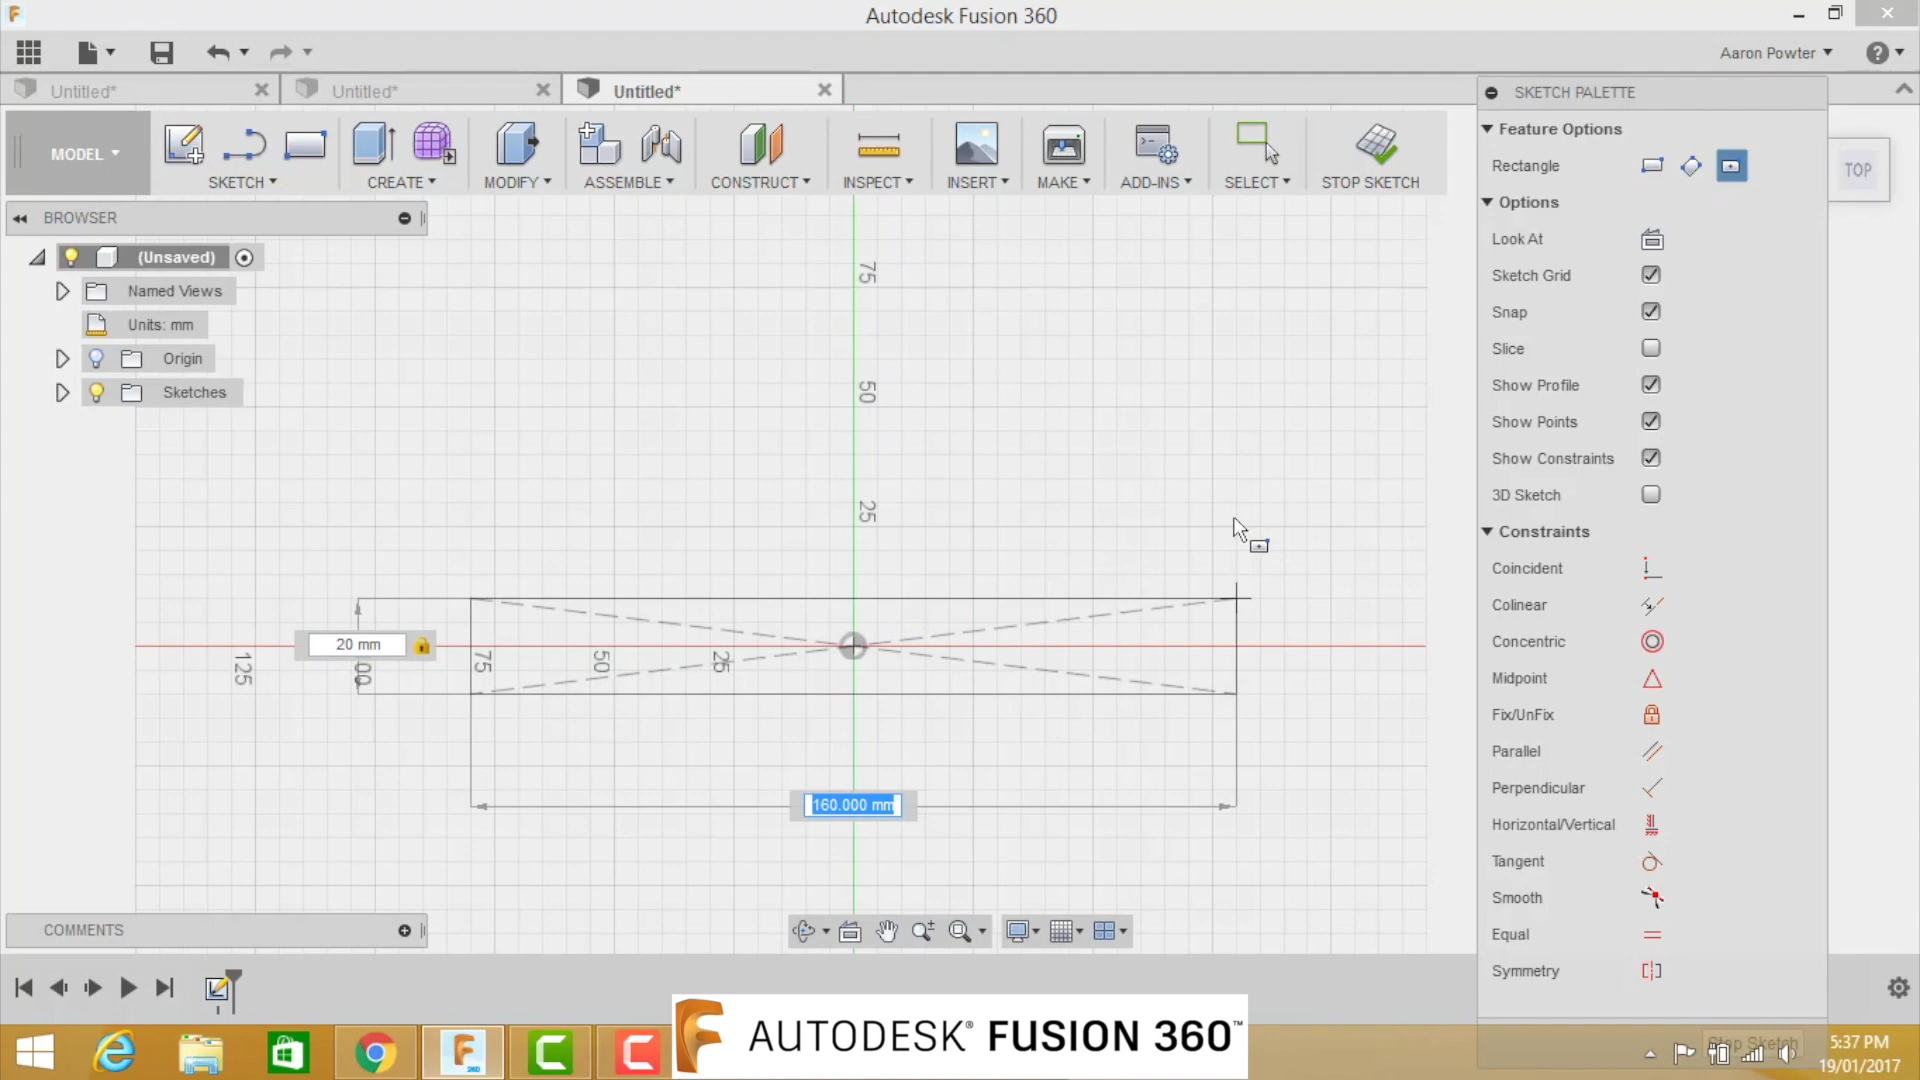 Autodesk Fusion 360
Aaron Powter
Untitled*
Untitled*
Untitled*
MODEL
SKETCH
CREATE
MODIFY
ASSEMBLE
CONSTRUCT
INSPECT
INSERT
MAKE
ADD-INS
SELECT
STOP SKETCH
BROWSER
(Unsaved)
Named Views
Units: mm
Origin
Sketches
75
50
25
125
100
75
50
25
20 mm
160.000 mm
SKETCH PALETTE
Feature Options
Rectangle
Options
Look At
Sketch Grid
Snap
Slice
Show Profile
Show Points
Show Constraints
3D Sketch
Constraints
Coincident
Colinear
Concentric
Midpoint
Fix/UnFix
Parallel
Perpendicular
Horizontal/Vertical
Tangent
Smooth
Equal
Symmetry
Stop Sketch
TOP
COMMENTS
AUTODESK® FUSION 360™
5:37 PM
19/01/2017